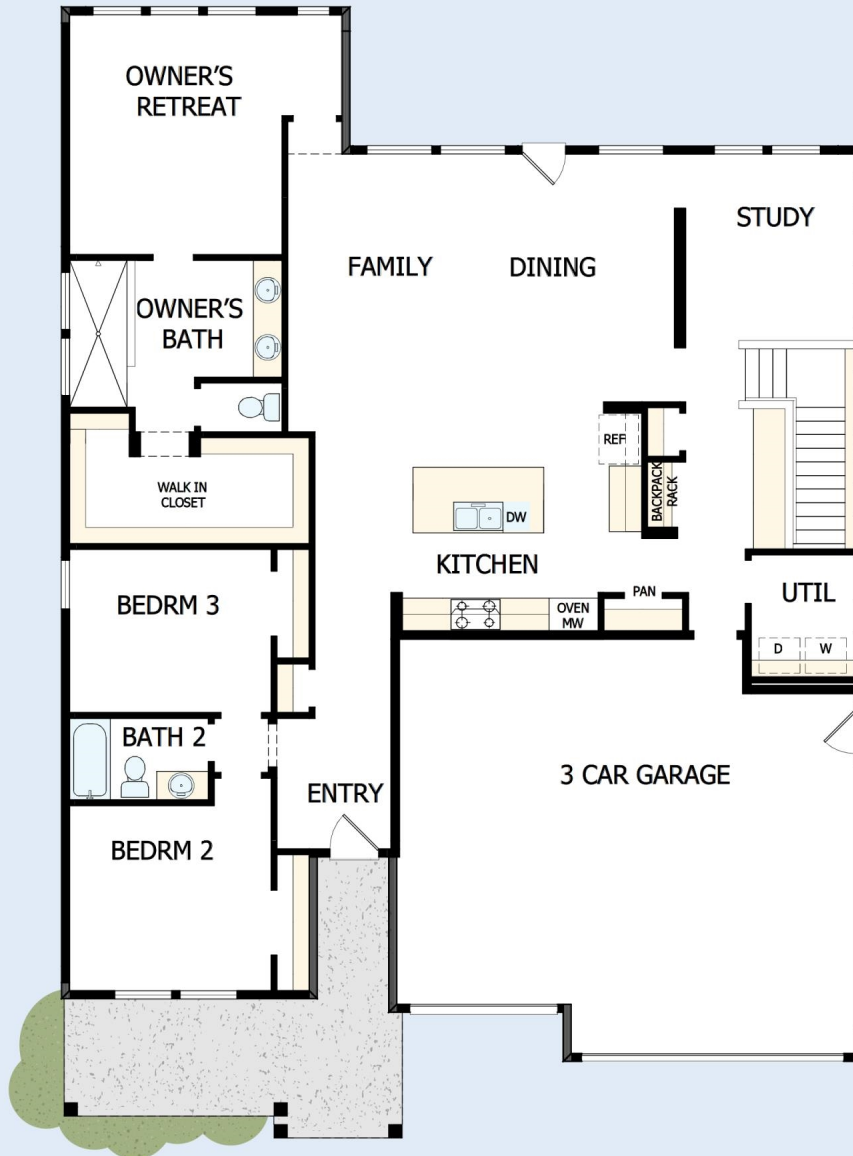 OWNER'S
RETREAT
STUDY
FAMILY
DINING
OWNER'S
BATH
REF
BACKPACK
RACK
WALK IN
CLOSET
DW
KITCHEN
BEDRM 3
PAN
UTIL
OVEN
MW
D
W
BATH 2
3 CAR GARAGE
ENTRY
BEDRM 2